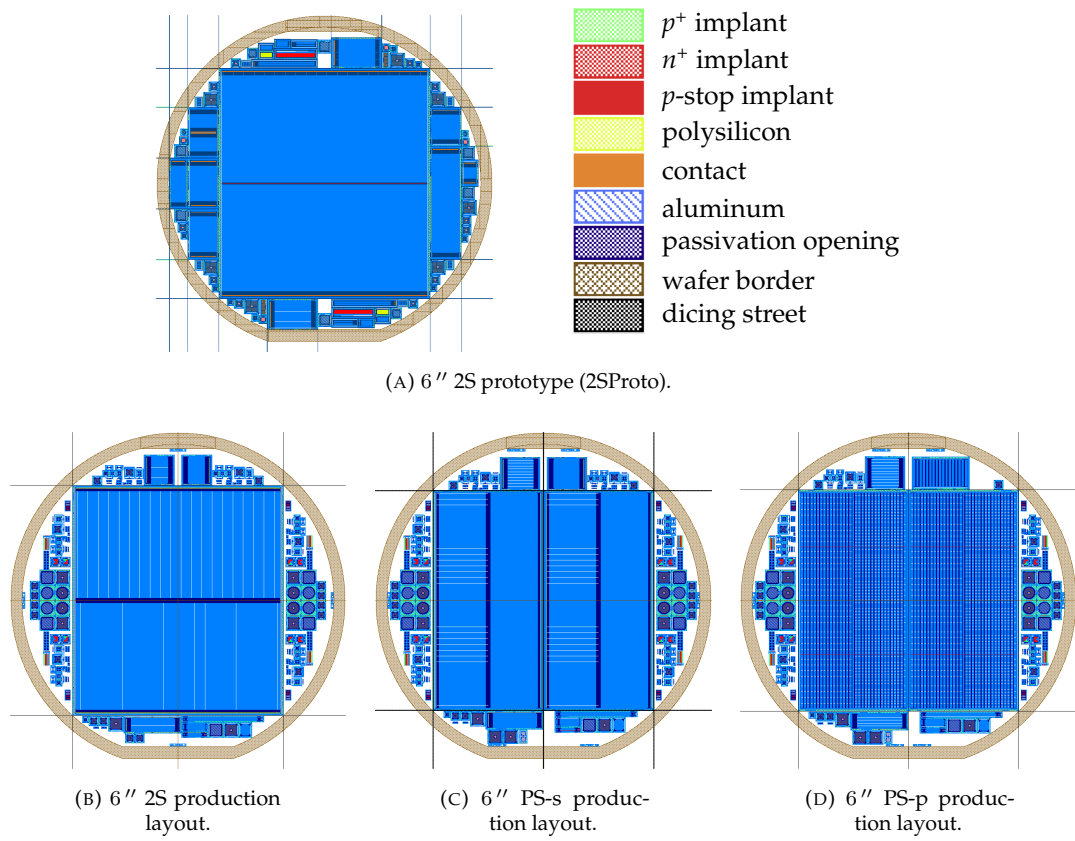 p⁺ implant
n⁺ implant
p-stop implant
polysilicon
contact
aluminum
passivation opening
wafer border
dicing street
(A) 6″ 2S prototype (2SProto).
(B) 6″ 2S production
layout.
(C) 6″ PS-s produc-
tion layout.
(D) 6″ PS-p produc-
tion layout.